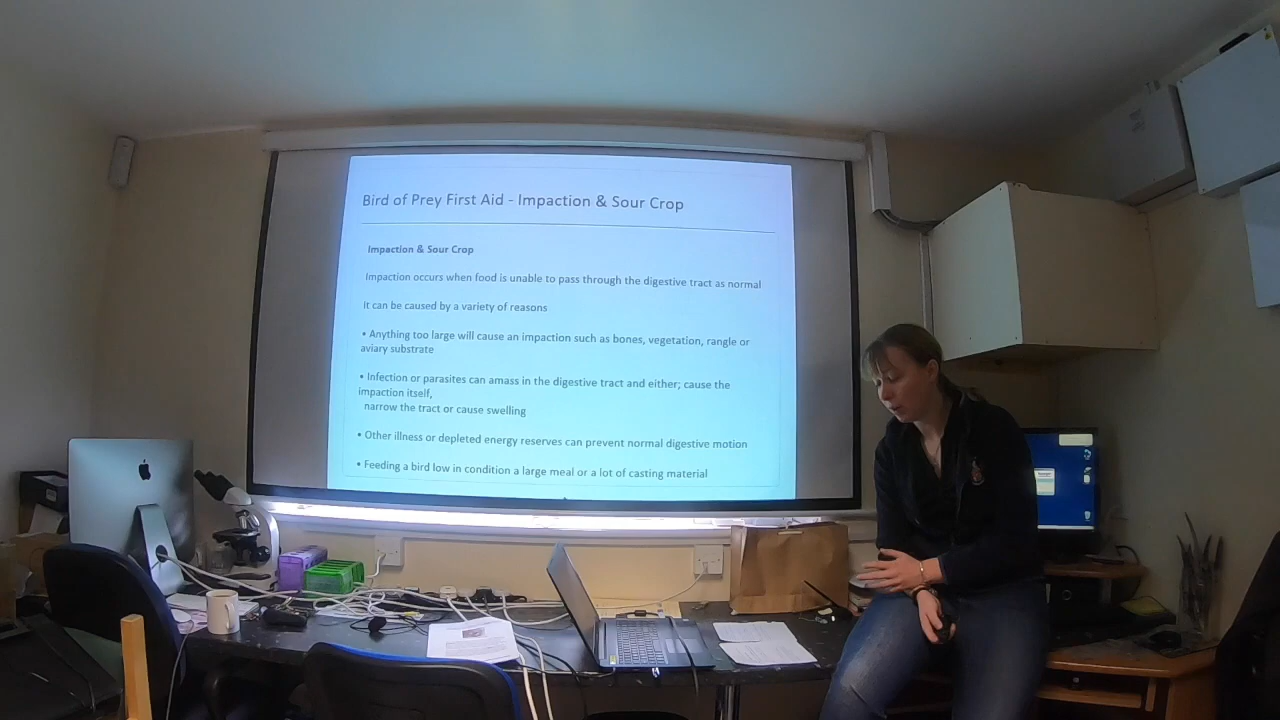 Bird of Prey First Aid - Impaction & Sour Crop
Impaction & Sour Crop
Impaction occurs when food is unable to pass through the digestive tract as normal
It can be caused by a variety of reasons
• Anything too large will cause an impaction such as bones, vegetation, rangle or
aviary substrate
• Infection or parasites can amass in the digestive tract and either; cause the
impaction itself,
narrow the tract or cause swelling
• Other illness or depleted energy reserves can prevent normal digestive motion
• Feeding a bird low in condition a large meal or a lot of casting material